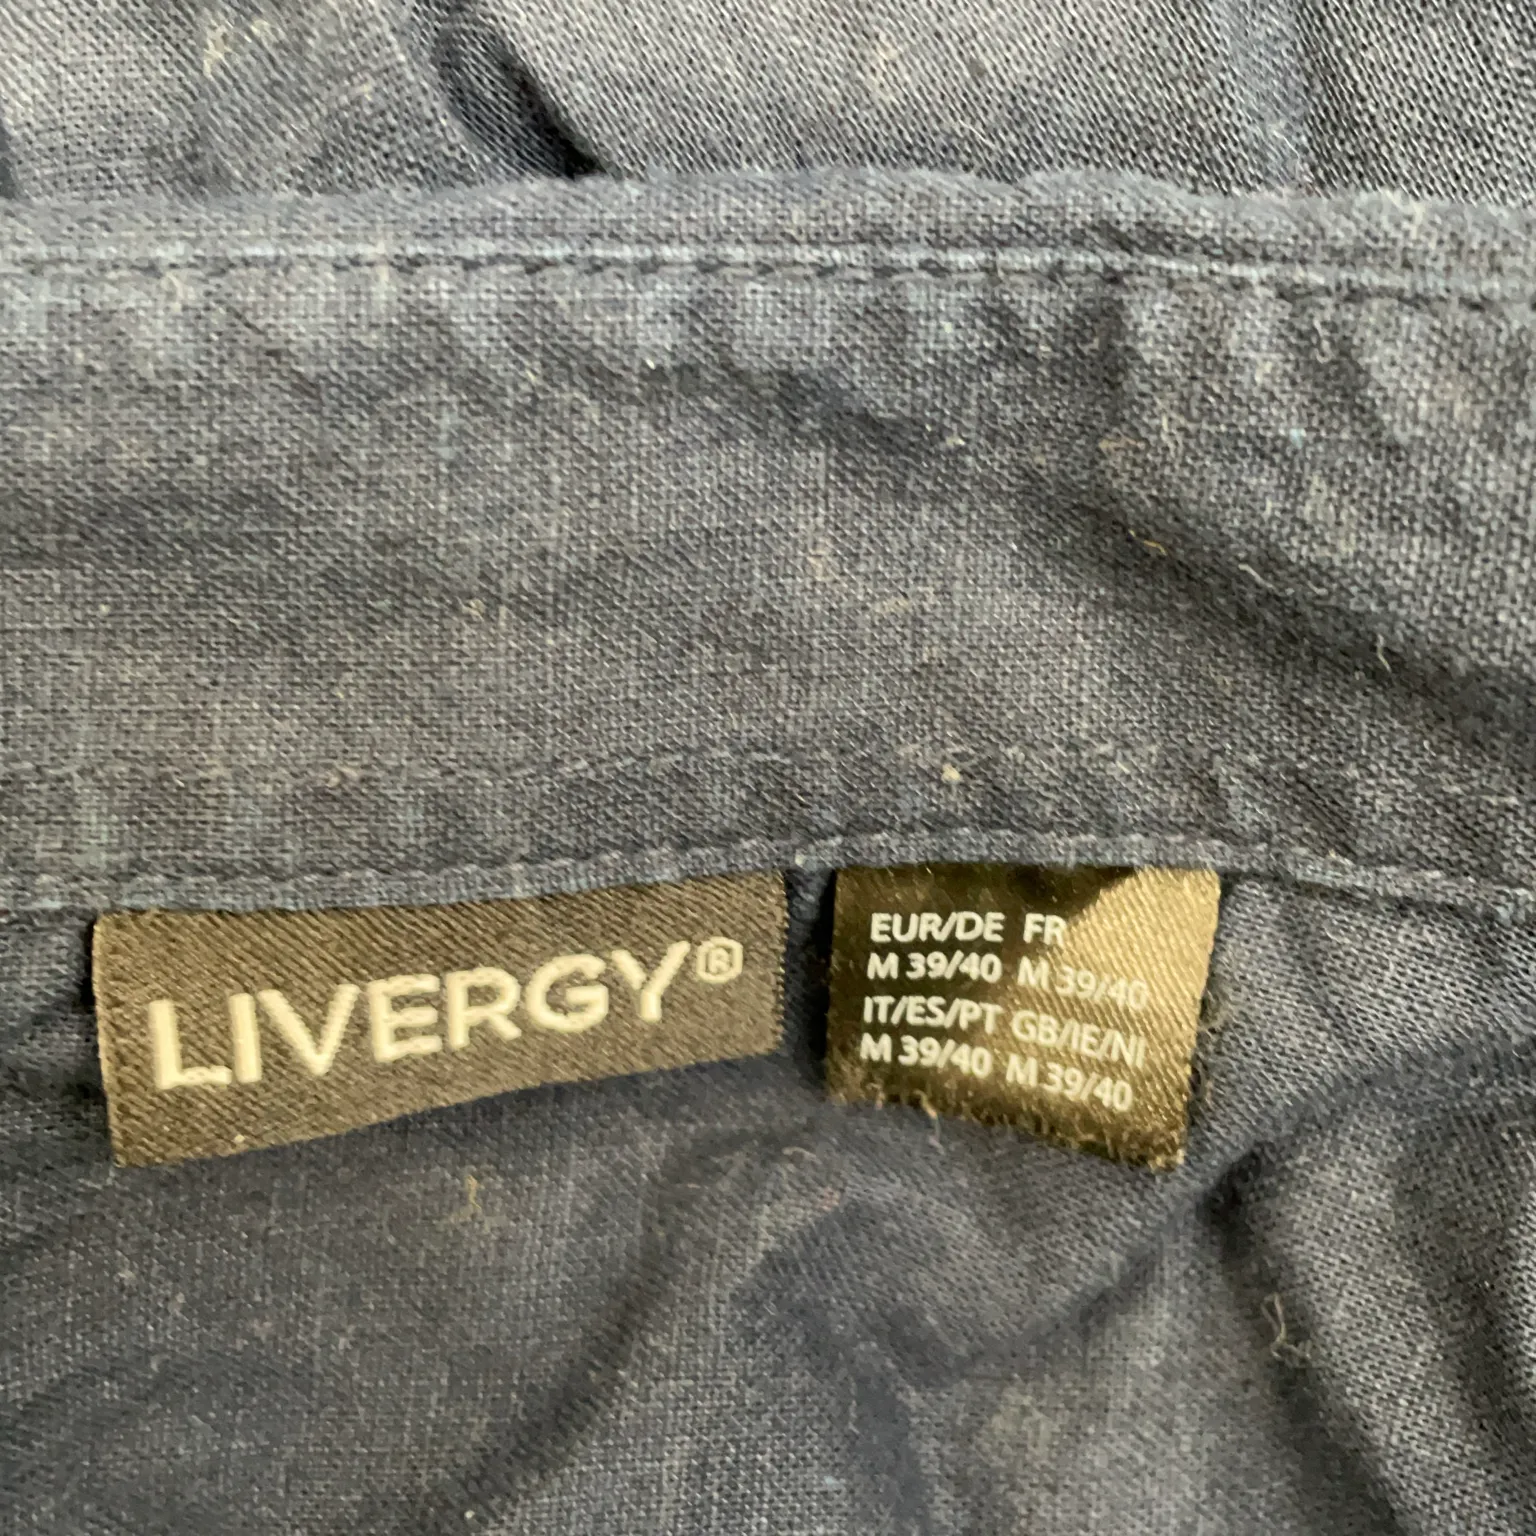 LIVERGY®
EUR/DE FR
M 39/40 M 39/40
IT/ES/PT GB/IE/NI
M 39/40 M 39/40